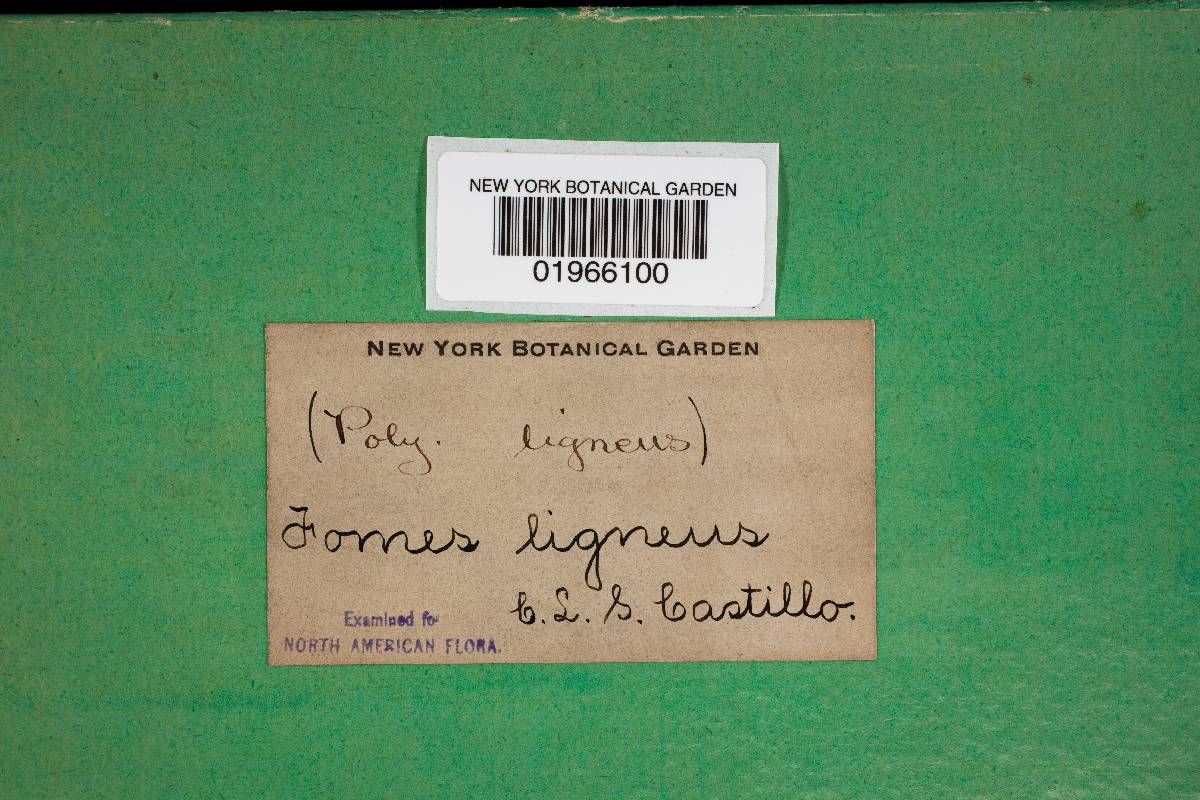 NEW YORK BOTANICAL GARDEN
01966100
NEW YORK BOTANICAL GARDEN
(Poly. ligneus)
Fomes ligneus
C. L. S. Castillo.
Examined for
NORTH AMERICAN FLORA.